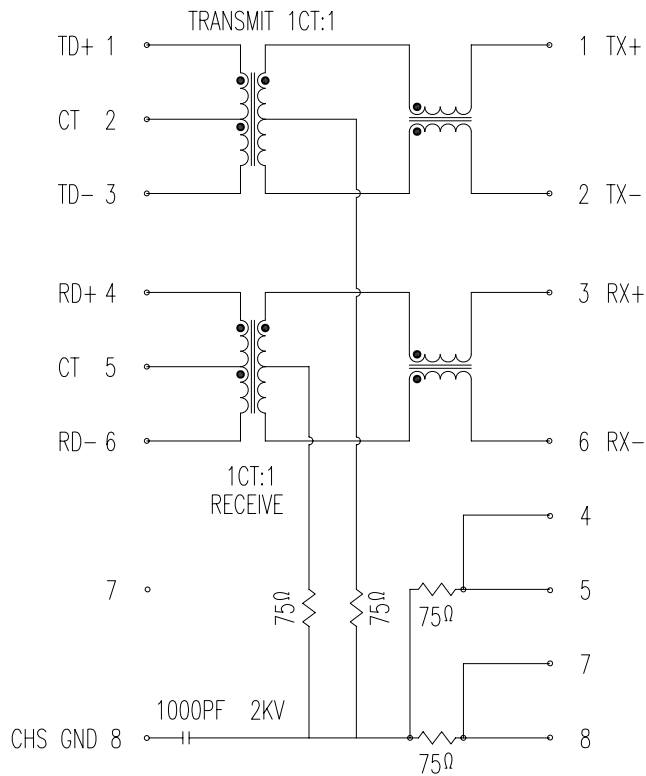 TRANSMIT 1CT:1
TD+ 1
1 TX+
CT 2
TD- 3
2 TX-
RD+ 4
3 RX+
CT 5
RD- 6
6 RX-
1CT:1
RECEIVE
4
7
75Ω
75Ω
5
75Ω
7
1000PF 2KV
CHS GND 8
8
75Ω